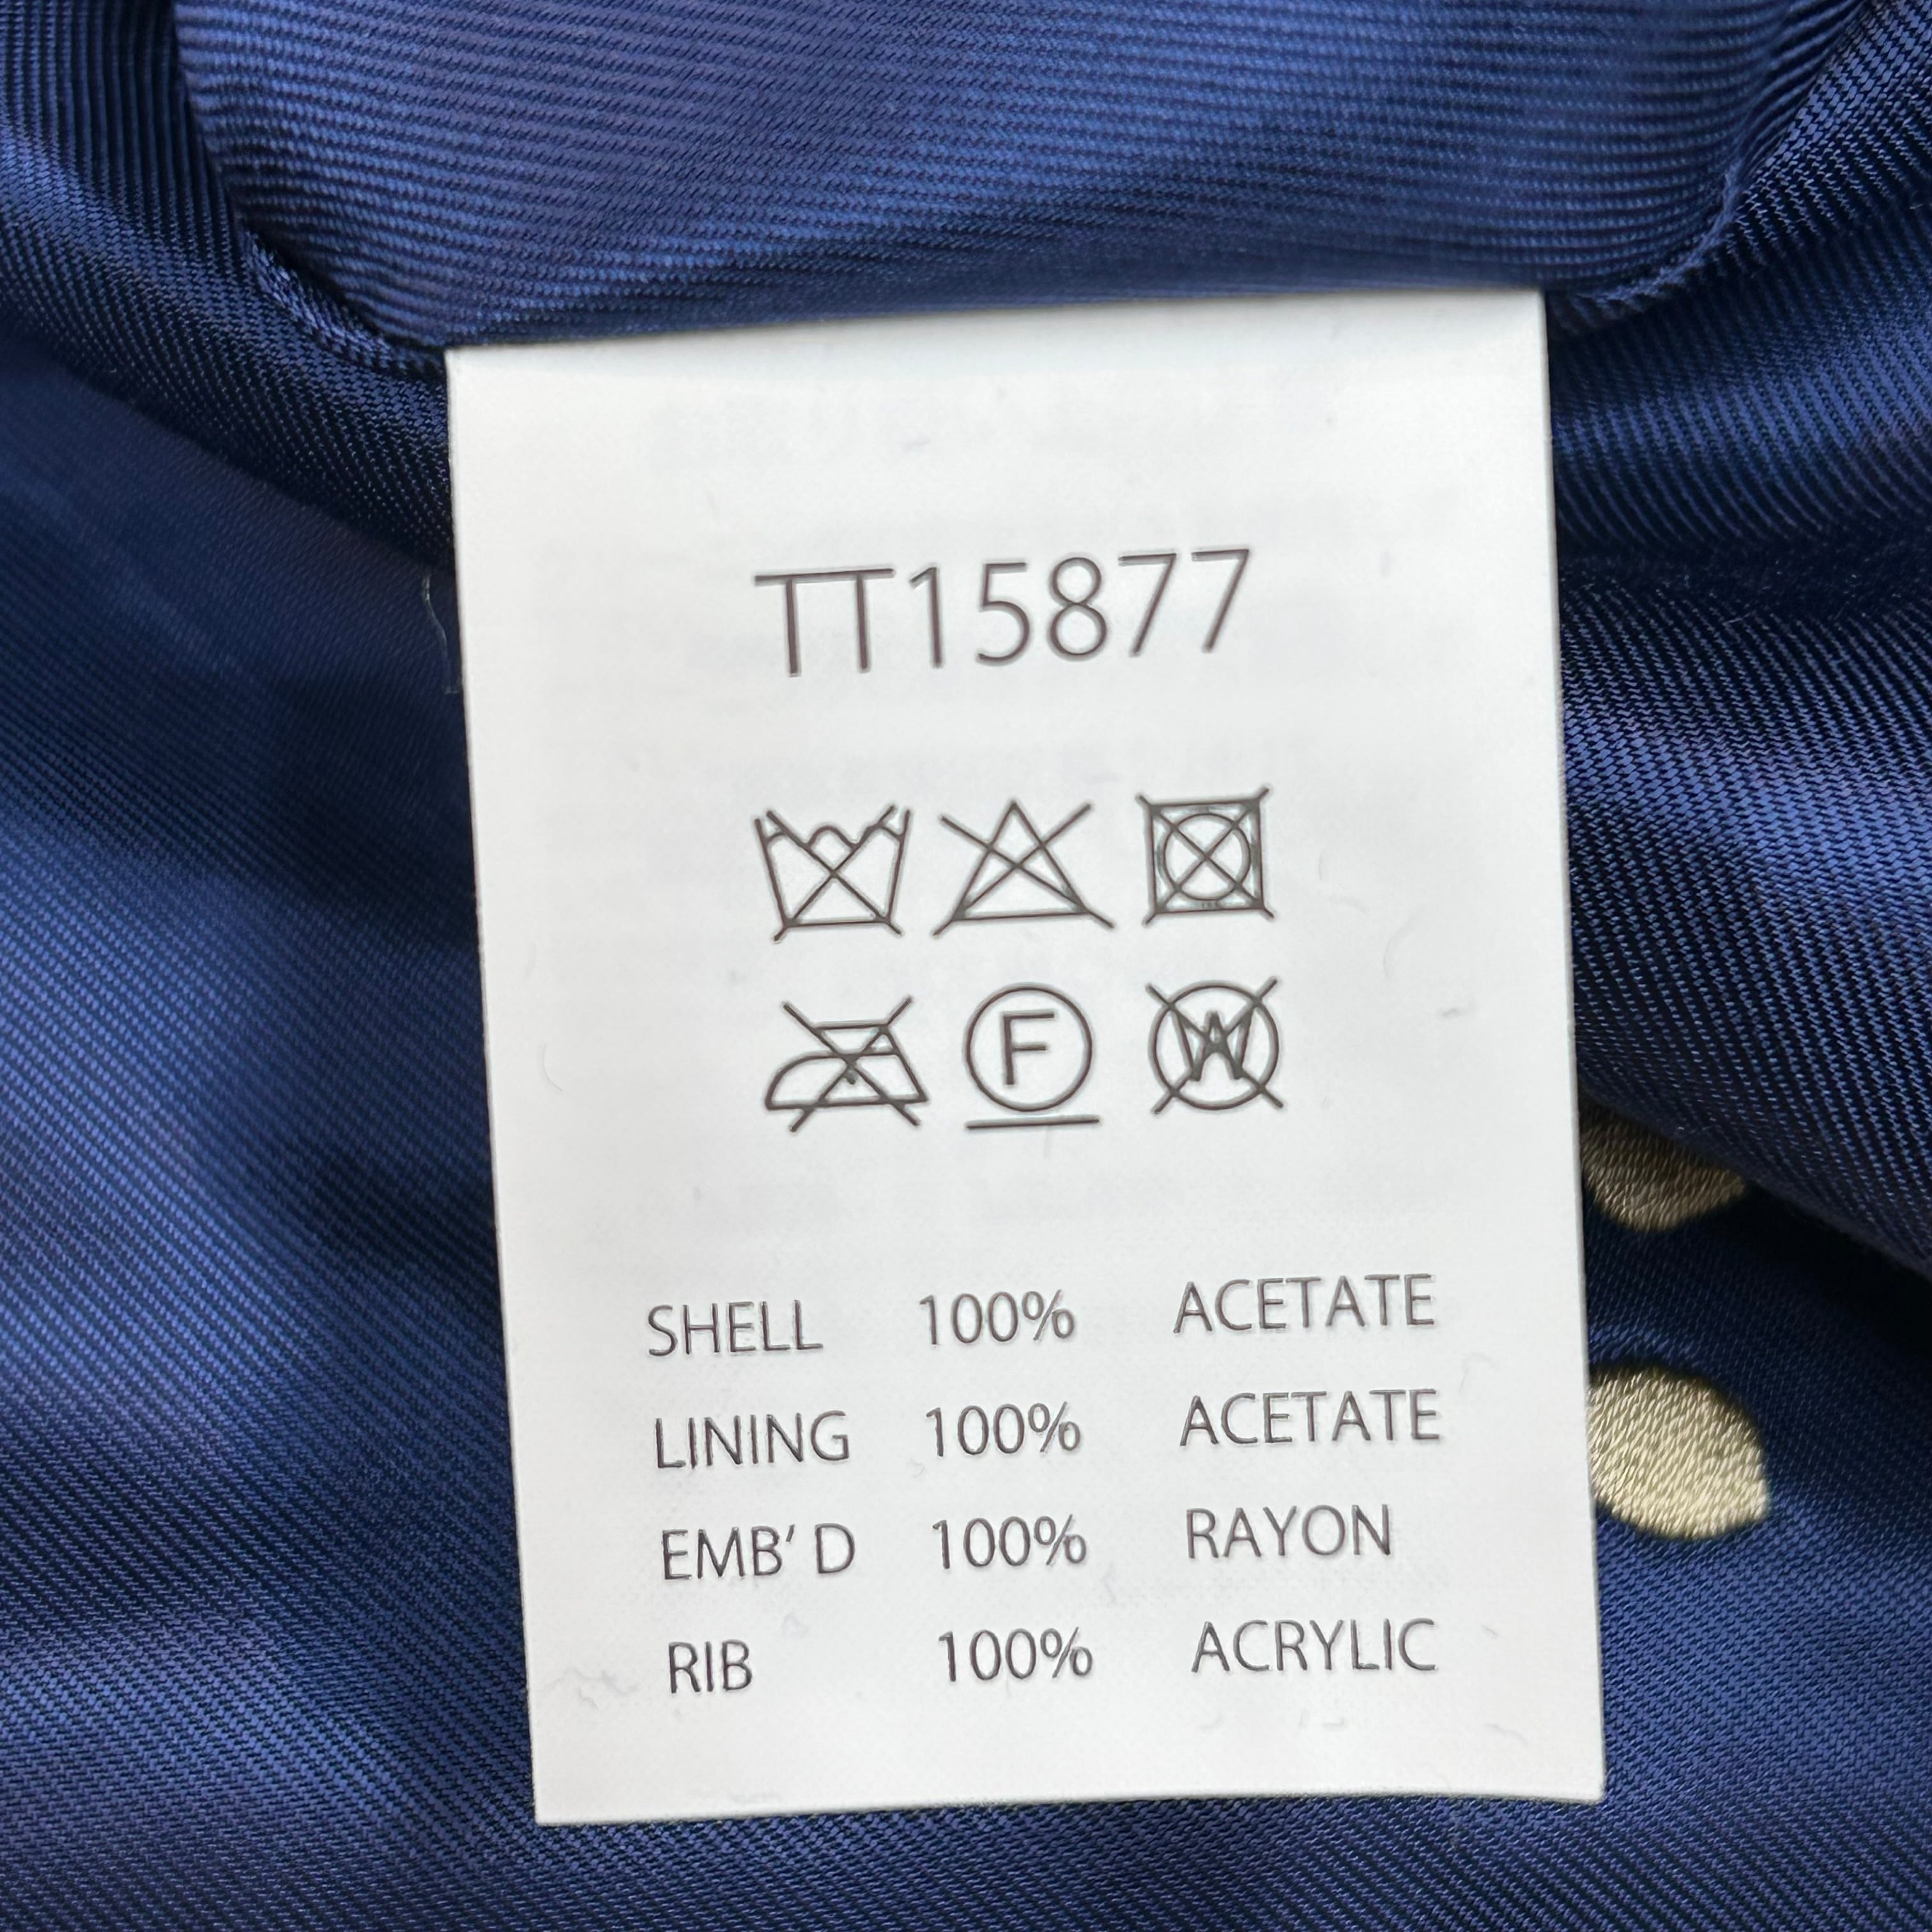 TT15877
F W
SHELL 100% ACETATE
LINING 100% ACETATE
EMB' D 100% RAYON
RIB 100% ACRYLIC